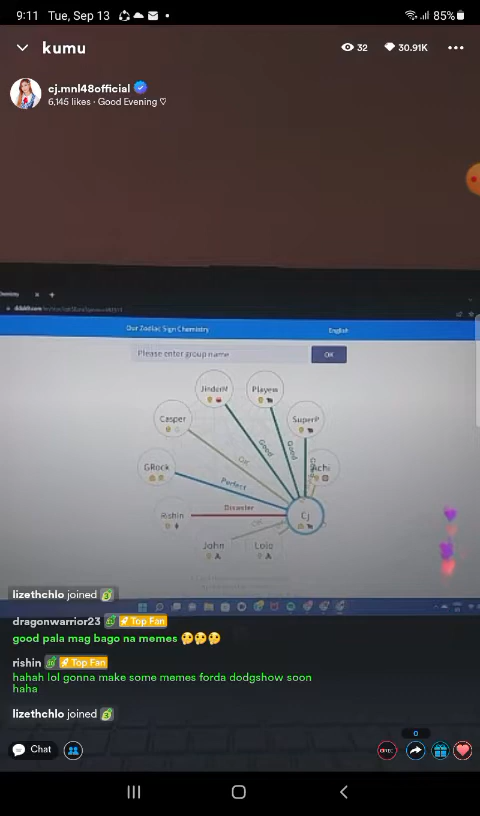 9:11 Tue, Sep 13
85%
kumu
32
30.91K
cj.mnl48official
6,145 likes · Good Evening ♡
Our Zodiac Sign Chemistry
English
Please enter group name
OK
JinderM
Playew
Casper
SuperP
Good
Good
OK
Achi
GRock
Perfect
Rishin
Disaster
Cj
OK
John
Lola
lizethchlo joined
dragonwarrior23 Top Fan
good pala mag bago na memes 🤔🤔🤔
rishin Top Fan
hahah lol gonna make some memes forda dodgshow soon
haha
lizethchlo joined
0
Chat